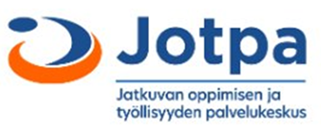 Jotpa
Jatkuvan oppimisen ja
työllisyyden palvelukeskus